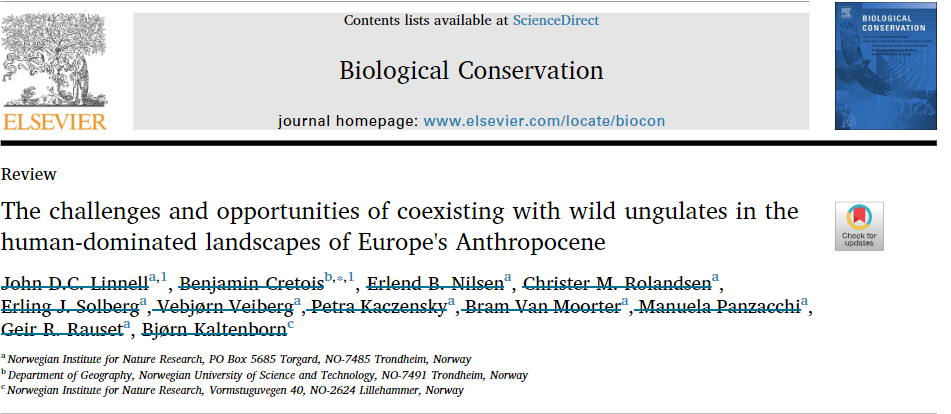 Contents lists available at ScienceDirect
BIOLOGICAL
CONSERVATION
Biological Conservation
ELSEVIER
journal homepage: www.elsevier.com/locate/biocon
Review
The challenges and opportunities of coexisting with wild ungulates in the
human-dominated landscapes of Europe's Anthropocene
Check for
updates
John D.C. Linnell a,1, Benjamin Cretois b,*,1, Erlend B. Nilsen a, Christer M. Rolandsen a,
Erling J. Solberg a, Vebjørn Veiberg a, Petra Kaczensky a, Bram Van Moorter a, Manuela Panzacchi a,
Geir R. Rauset a, Bjørn Kaltenborn c
a Norwegian Institute for Nature Research, PO Box 5685 Torgard, NO-7485 Trondheim, Norway
b Department of Geography, Norwegian University of Science and Technology, NO-7491 Trondheim, Norway
c Norwegian Institute for Nature Research, Vormstuguvegen 40, NO-2624 Lillehammer, Norway